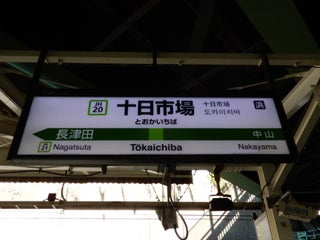 JH
20
十日市場
十日市場
도카이치바
浜
とおかいちば
長津田
中山
JH
21
Nagatsuta
Tōkaichiba
Nakayama